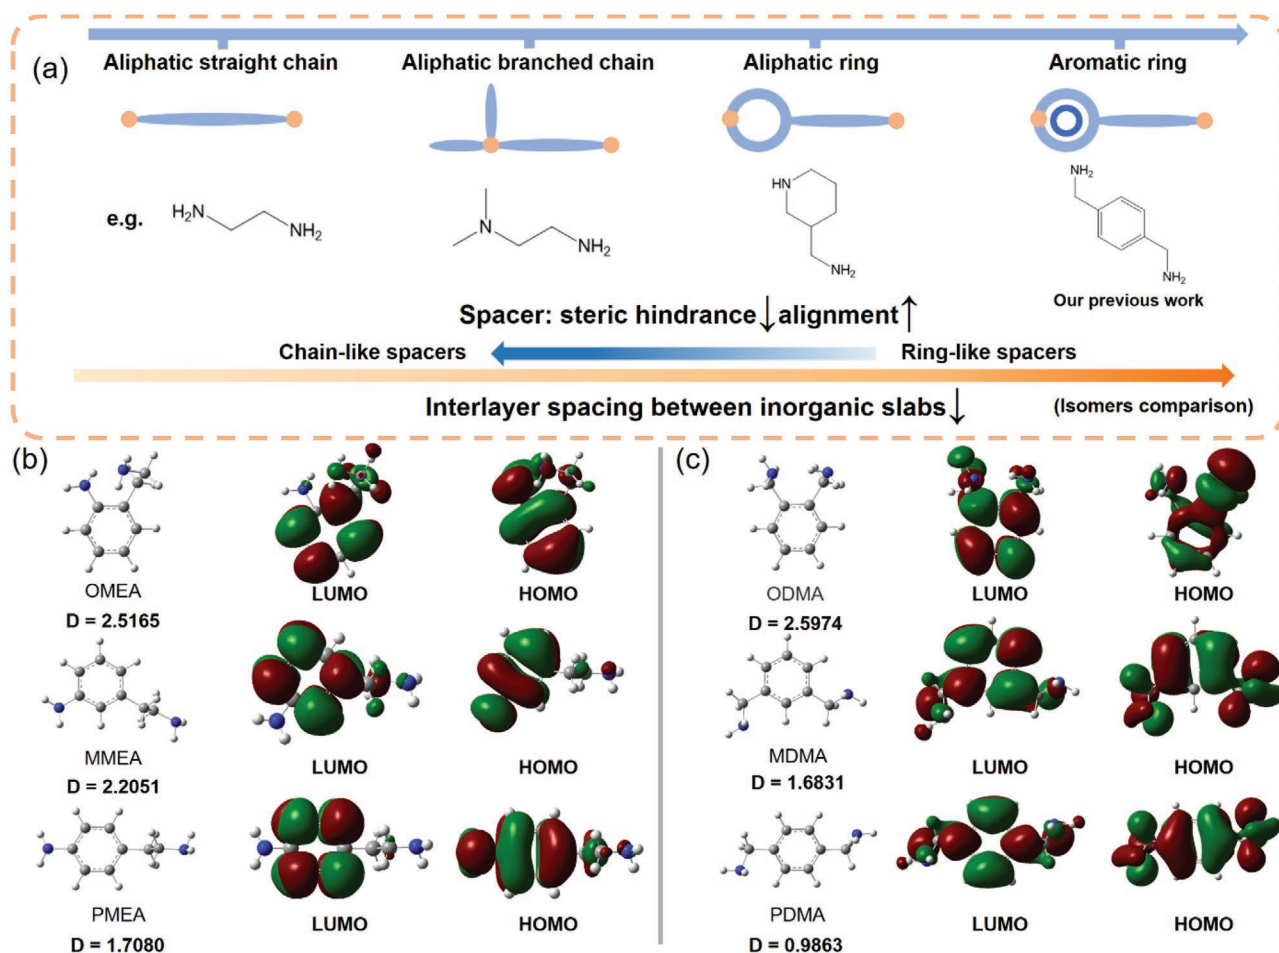 (a)
Aliphatic straight chain
Aliphatic branched chain
Aliphatic ring
Aromatic ring
e.g.
H₂N
NH₂
N
NH₂
HN
NH₂
NH₂
NH₂
Our previous work
Spacer: steric hindrance↓alignment↑
Chain-like spacers
Ring-like spacers
Interlayer spacing between inorganic slabs↓
(Isomers comparison)
(b)
OMEA
D = 2.5165
LUMO
HOMO
MMEA
D = 2.2051
LUMO
HOMO
PMEA
D = 1.7080
LUMO
HOMO
(c)
ODMA
D = 2.5974
LUMO
HOMO
MDMA
D = 1.6831
LUMO
HOMO
PDMA
D = 0.9863
LUMO
HOMO